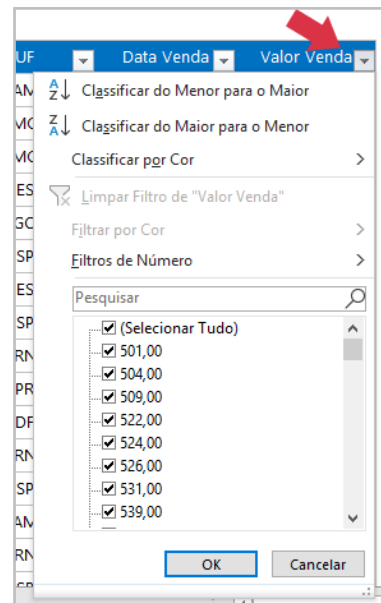 UF Data Venda Valor Venda
AM
MG
MG
ES
GO
SP
ES
SP
RN
PR
DF
RN
SP
AM
RN
Classificar do Menor para o Maior
Classificar do Maior para o Menor
Classificar por Cor
Limpar Filtro de "Valor Venda"
Filtrar por Cor
Filtros de Número
Pesquisar
(Selecionar Tudo)
501,00
504,00
509,00
522,00
524,00
526,00
531,00
539,00
OK Cancelar